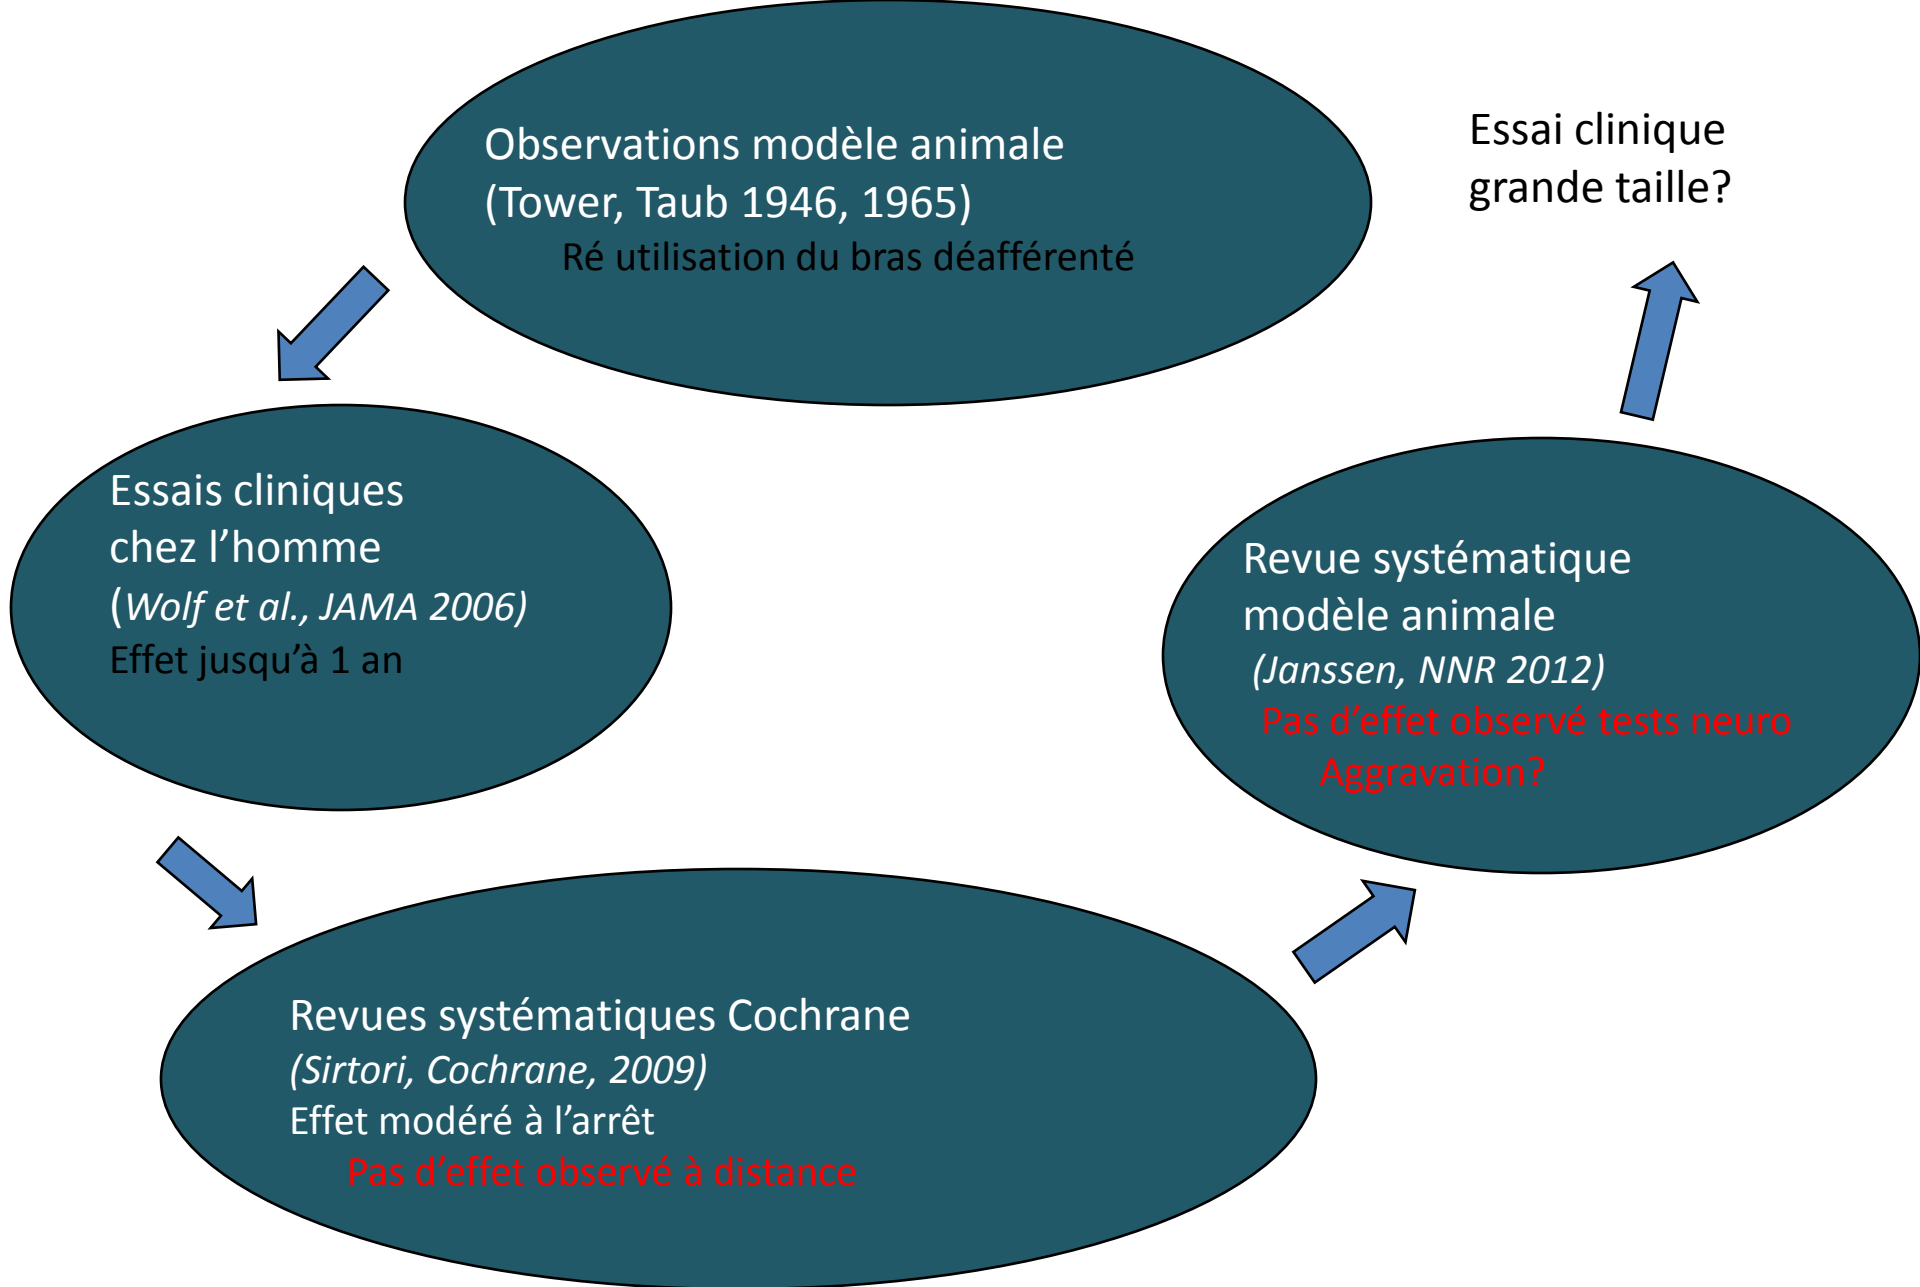 Observations modèle animale
(Tower, Taub 1946, 1965)
Ré utilisation du bras déafférenté
Essai clinique
grande taille?
Essais cliniques
chez l’homme
(Wolf et al., JAMA 2006)
Effet jusqu’à 1 an
Revue systématique
modèle animale
(Janssen, NNR 2012)
Pas d’effet observé tests neuro
Aggravation?
Revues systématiques Cochrane
(Sirtori, Cochrane, 2009)
Effet modéré à l’arrêt
Pas d’effet observé à distance